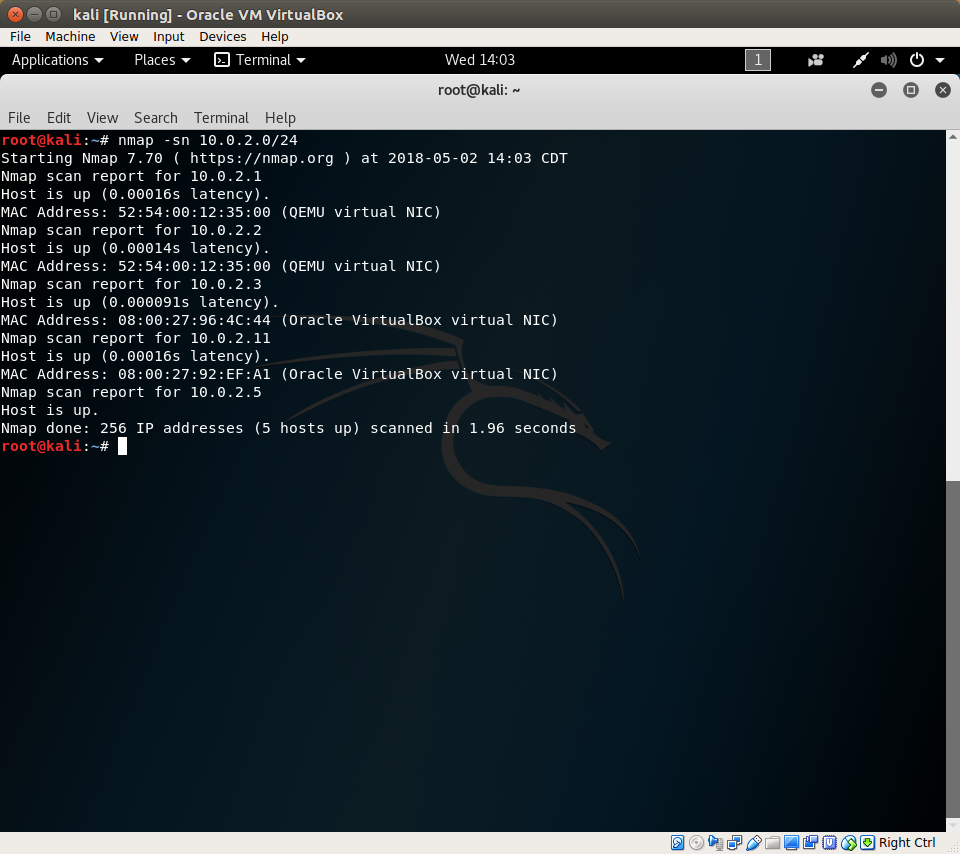 kali [Running] - Oracle VM VirtualBox
File Machine View Input Devices Help
Applications Places Terminal Wed 14:03 1
root@kali: ~
File Edit View Search Terminal Help
root@kali:~# nmap -sn 10.0.2.0/24
Starting Nmap 7.70 ( https://nmap.org ) at 2018-05-02 14:03 CDT
Nmap scan report for 10.0.2.1
Host is up (0.00016s latency).
MAC Address: 52:54:00:12:35:00 (QEMU virtual NIC)
Nmap scan report for 10.0.2.2
Host is up (0.00014s latency).
MAC Address: 52:54:00:12:35:00 (QEMU virtual NIC)
Nmap scan report for 10.0.2.3
Host is up (0.000091s latency).
MAC Address: 08:00:27:96:4C:44 (Oracle VirtualBox virtual NIC)
Nmap scan report for 10.0.2.11
Host is up (0.00016s latency).
MAC Address: 08:00:27:92:EF:A1 (Oracle VirtualBox virtual NIC)
Nmap scan report for 10.0.2.5
Host is up.
Nmap done: 256 IP addresses (5 hosts up) scanned in 1.96 seconds
root@kali:~#
Right Ctrl